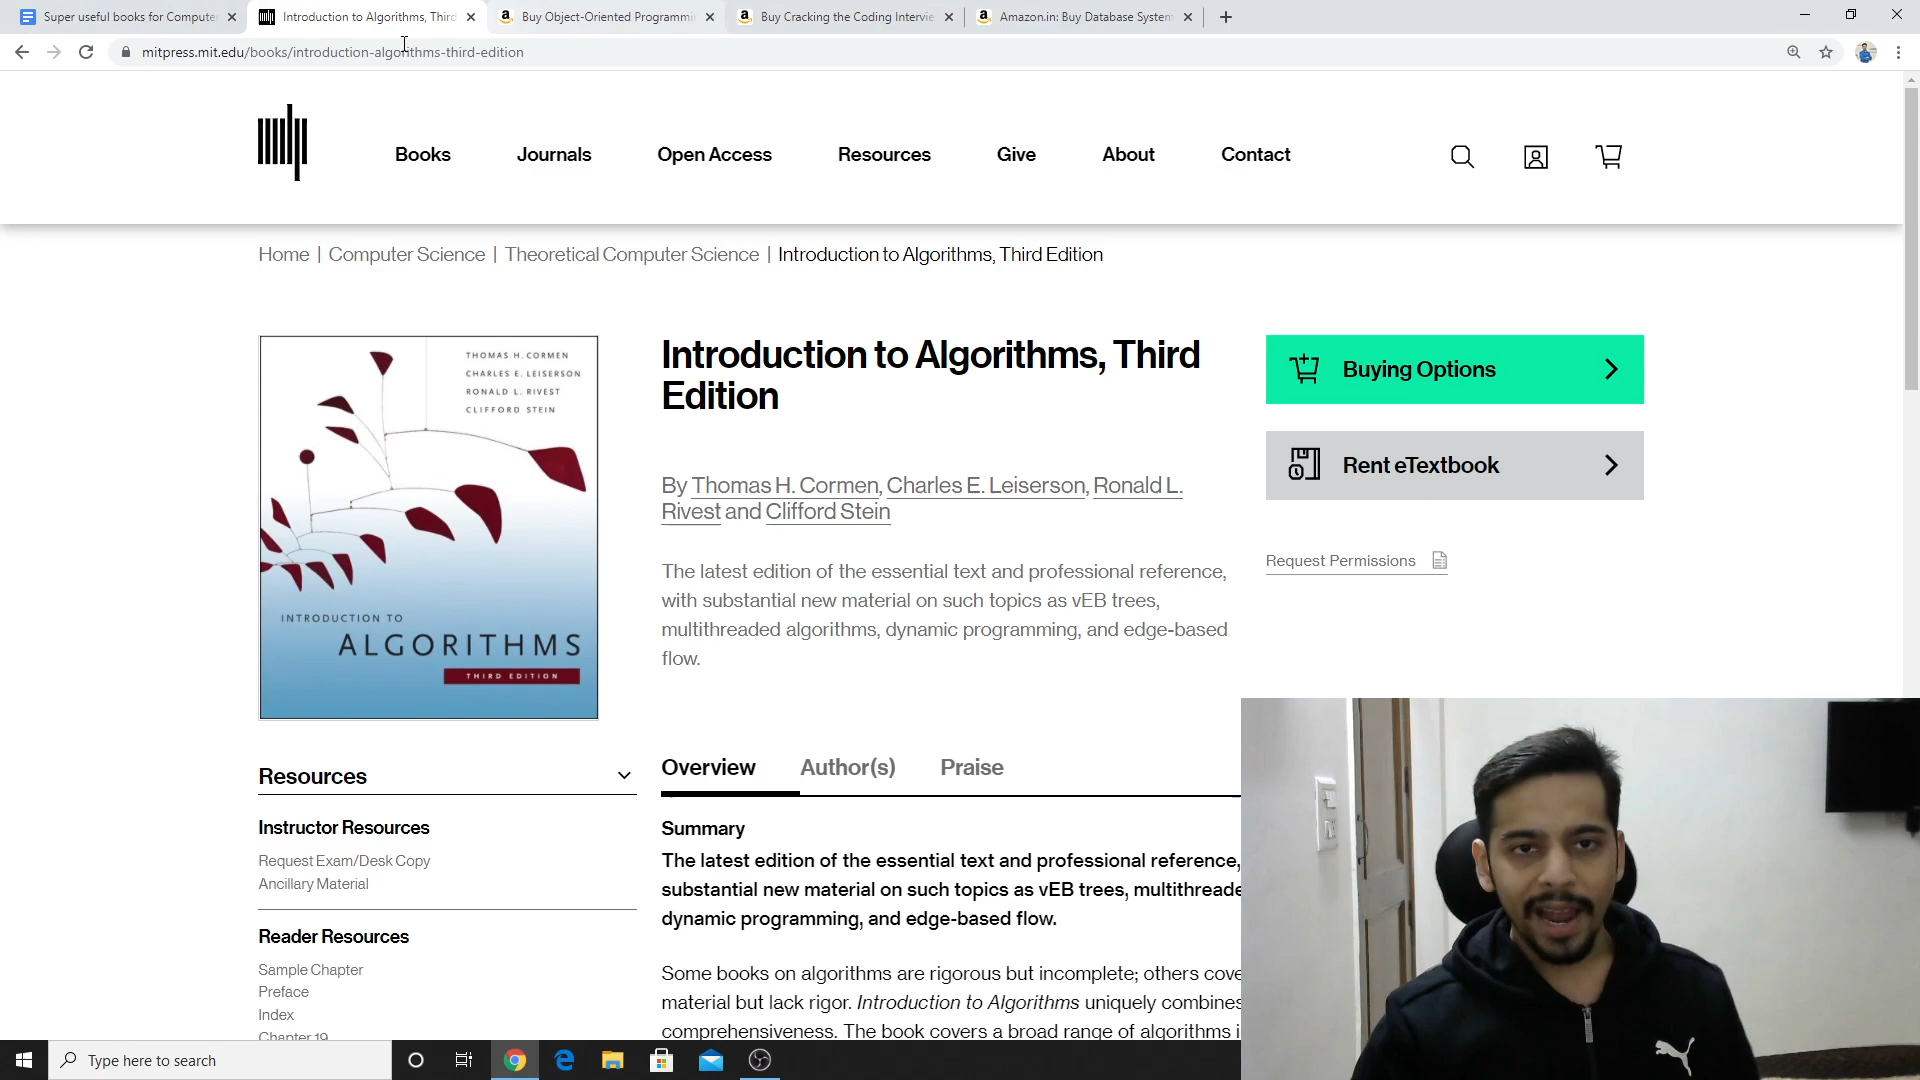 Super useful books for Computer
Introduction to Algorithms, Third
Buy Object-Oriented Programmi
Buy Cracking the Coding Intervie
Amazon.in: Buy Database System
mitpress.mit.edu/books/introduction-algorithms-third-edition
Books
Journals
Open Access
Resources
Give
About
Contact
Home | Computer Science | Theoretical Computer Science | Introduction to Algorithms, Third Edition
THOMAS H. CORMEN
CHARLES E. LEISERSON
RONALD L. RIVEST
CLIFFORD STEIN
INTRODUCTION TO
ALGORITHMS
THIRD EDITION
Introduction to Algorithms, Third
Edition
By Thomas H. Cormen, Charles E. Leiserson, Ronald L.
Rivest and Clifford Stein
The latest edition of the essential text and professional reference,
with substantial new material on such topics as vEB trees,
multithreaded algorithms, dynamic programming, and edge-based
flow.
Buying Options
Rent eTextbook
Request Permissions
Resources
Instructor Resources
Request Exam/Desk Copy
Ancillary Material
Reader Resources
Sample Chapter
Preface
Index
Chapter 19
Overview
Author(s)
Praise
Summary
The latest edition of the essential text and professional reference,
substantial new material on such topics as vEB trees, multithreade
dynamic programming, and edge-based flow.
Some books on algorithms are rigorous but incomplete; others cove
material but lack rigor. Introduction to Algorithms uniquely combines
comprehensiveness. The book covers a broad range of algorithms i
Type here to search